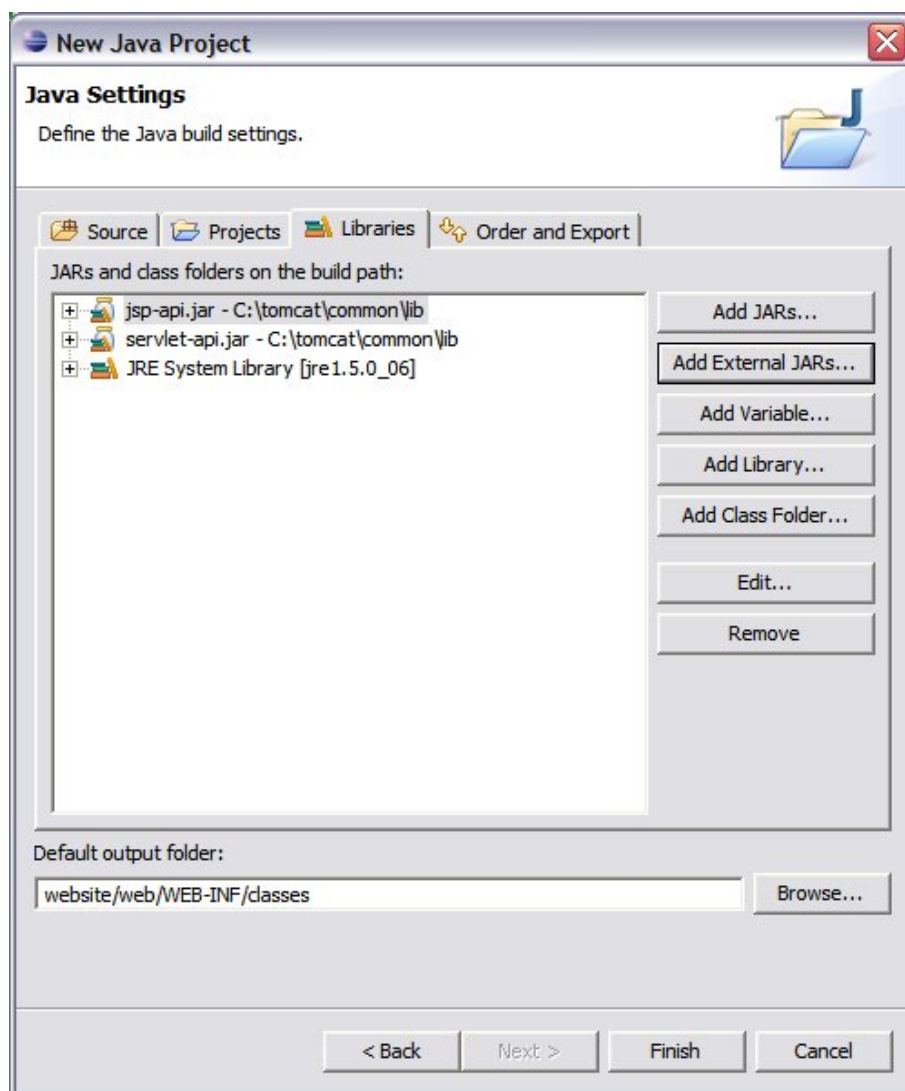 New Java Project
Java Settings
Define the Java build settings.
Source Projects Libraries Order and Export
JARs and class folders on the build path:
jsp-api.jar - C:\tomcat\common\lib
servlet-api.jar - C:\tomcat\common\lib
JRE System Library [jre1.5.0_06]
Add JARs...
Add External JARs...
Add Variable...
Add Library...
Add Class Folder...
Edit...
Remove
Default output folder:
website/web/WEB-INF/classes
Browse...
< Back Next > Finish Cancel